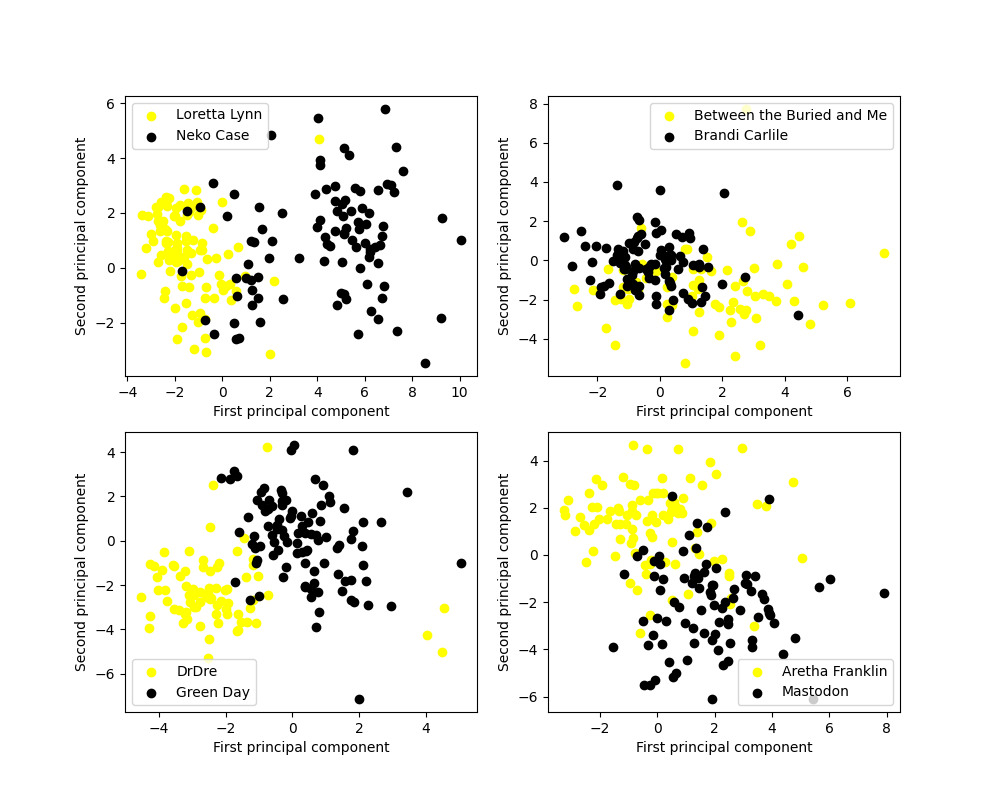 Loretta Lynn
Neko Case
6
4
2
0
−2
Second principal component
−4 −2 0 2 4 6 8 10
First principal component
Between the Buried and Me
Brandi Carlile
8
6
4
2
0
−2
−4
Second principal component
−2 0 2 4 6
First principal component
DrDre
Green Day
4
2
0
−2
−4
−6
Second principal component
−4 −2 0 2 4
First principal component
Aretha Franklin
Mastodon
4
2
0
−2
−4
−6
Second principal component
−2 0 2 4 6 8
First principal component